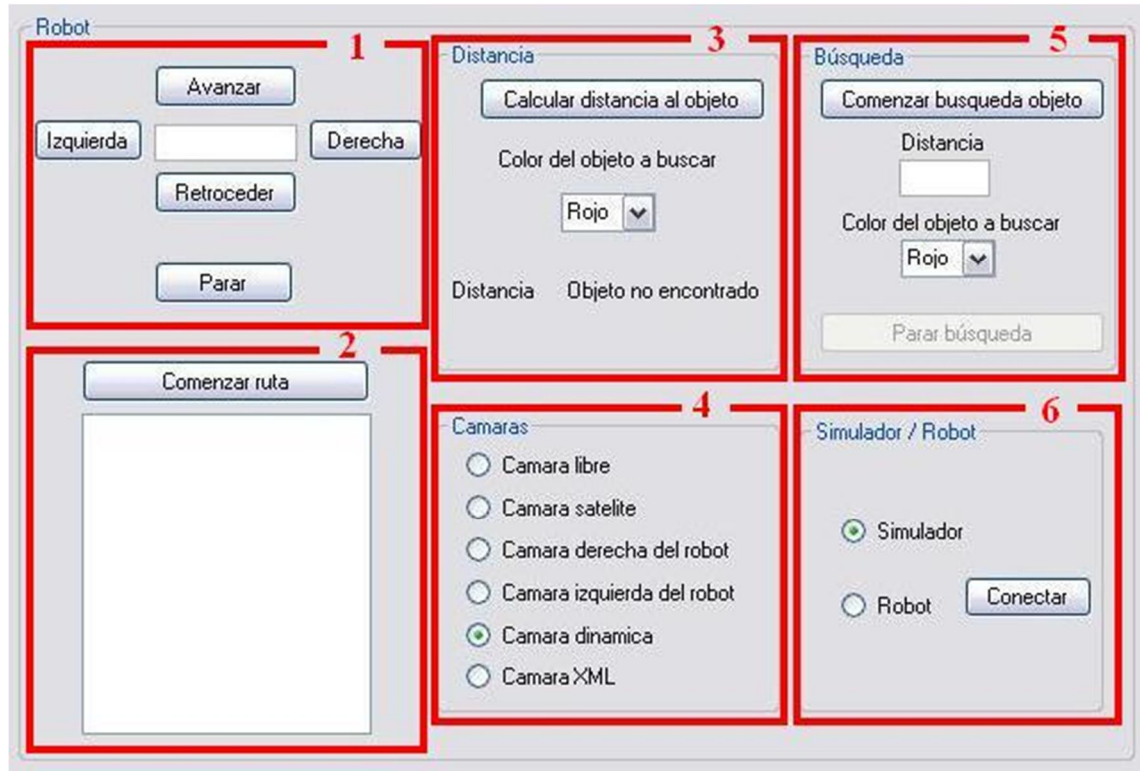 Robot
1
Avanzar
Izquierda
Derecha
Retroceder
Parar
2
Comenzar ruta
3
Distancia
Calcular distancia al objeto
Color del objeto a buscar
Rojo
Distancia Objeto no encontrado
4
Camaras
Camara libre
Camara satelite
Camara derecha del robot
Camara izquierda del robot
Camara dinamica
Camara XML
5
Búsqueda
Comenzar busqueda objeto
Distancia
Color del objeto a buscar
Rojo
Parar búsqueda
6
Simulador / Robot
Simulador
Robot
Conectar